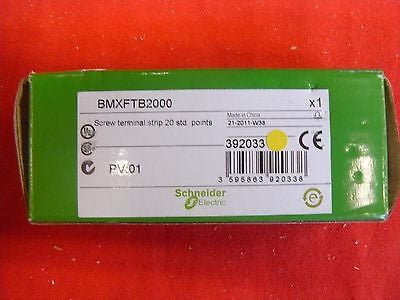 BMXFTB2000 x1
Screw terminal strip 20 std. points
Made in China
21-2011-W38
392033
CE
PV:01
3 595863 920338
Schneider
Electric